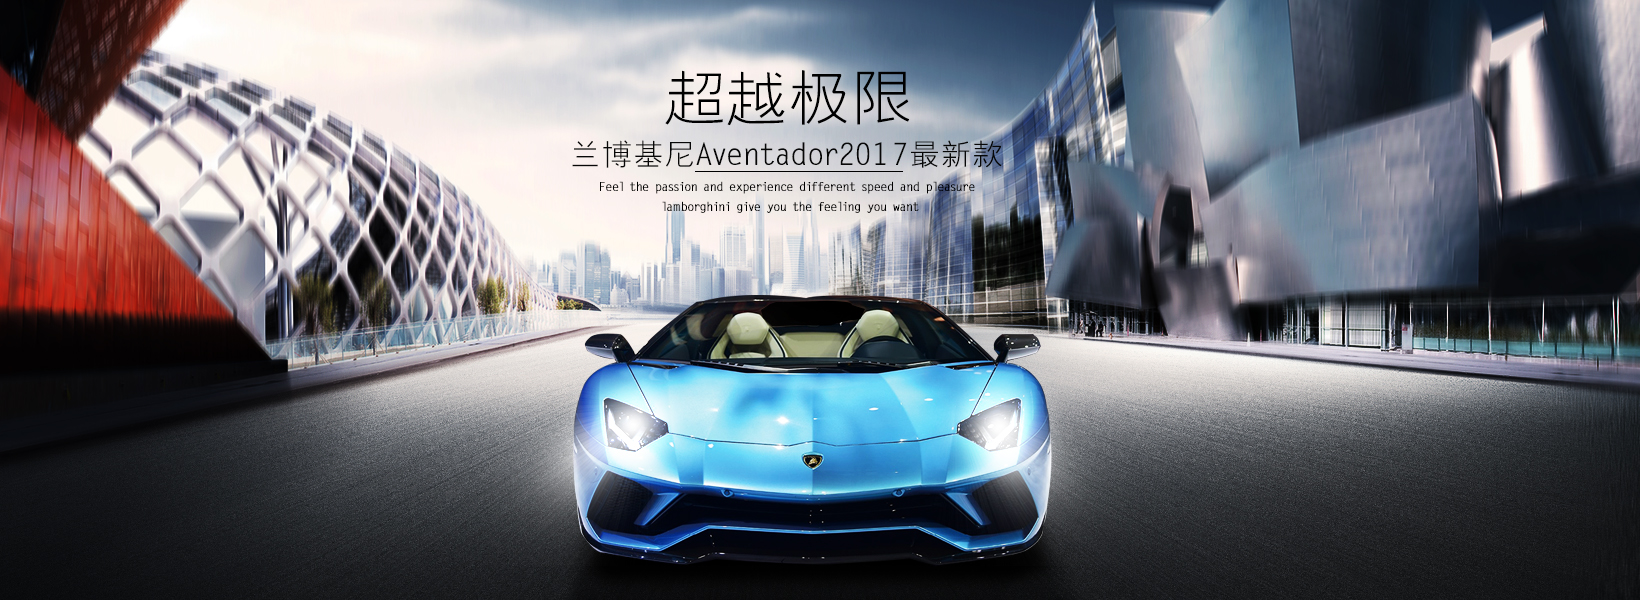 超越极限
兰博基尼Aventador2017最新款
Feel the passion and experience different speed and pleasure
lamborghini give you the feeling you want